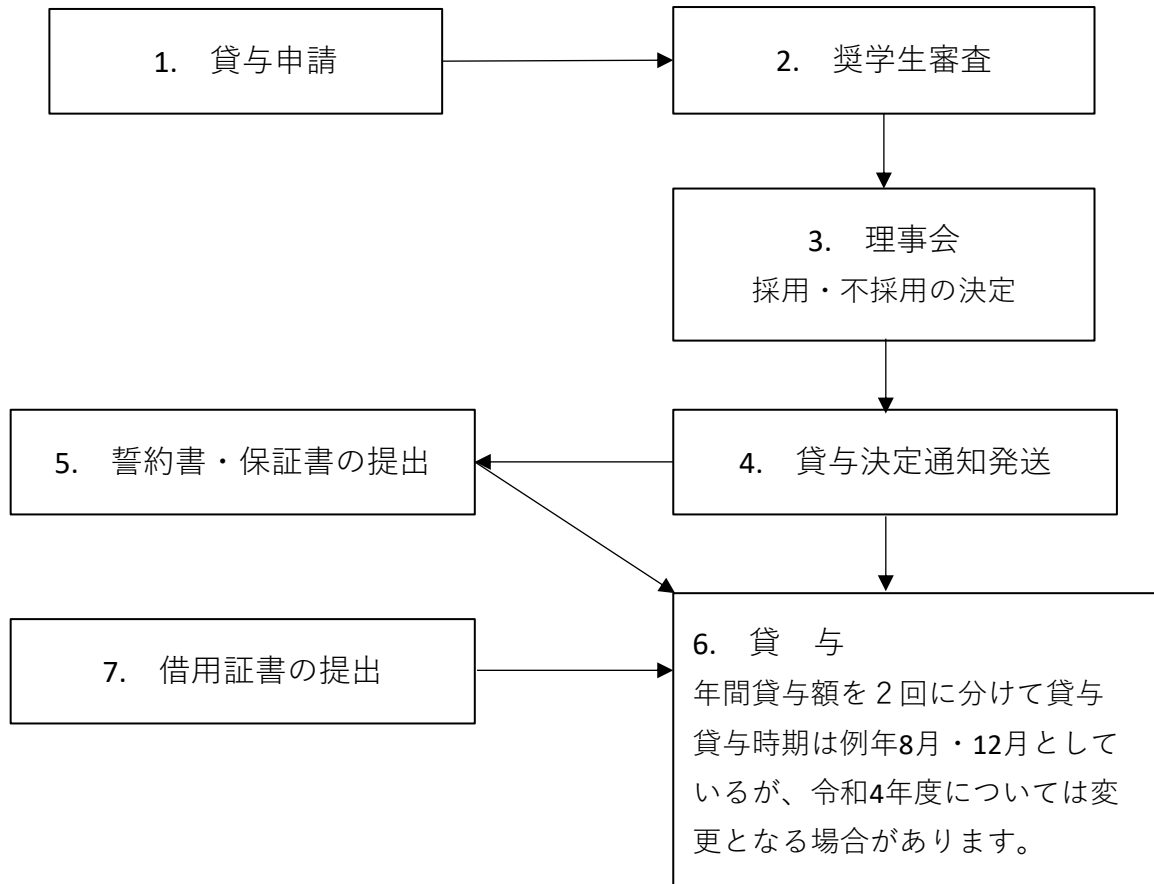 1. 貸与申請
2. 奨学生審査
3. 理事会
採用・不採用の決定
4. 貸与決定通知発送
5. 誓約書・保証書の提出
6. 貸　与
年間貸与額を２回に分けて貸与
貸与時期は例年8月・12月として
いるが、令和4年度については変
更となる場合があります。
7. 借用証書の提出